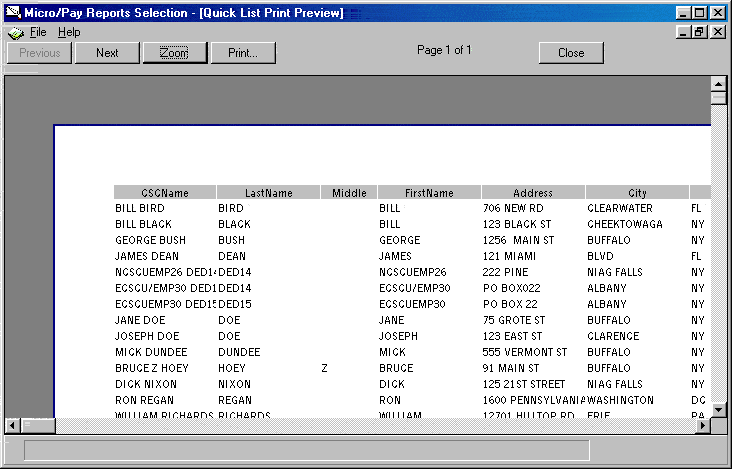 Micro/Pay Reports Selection - [Quick List Print Preview]
File Help
Previous Next Zoom Print... Page 1 of 1 Close
CSCName LastName Middle FirstName Address City
BILL BIRD BIRD BILL 706 NEW RD CLEARWATER FL
BILL BLACK BLACK BILL 123 BLACK ST CHEEKTOWAGA NY
GEORGE BUSH BUSH GEORGE 1256 MAIN ST BUFFALO NY
JAMES DEAN DEAN JAMES 121 MIAMI BLVD FL
NCSCUEMP26 DED14 DED14 NCSCUEMP26 222 PINE NIAG FALLS NY
ECSCU/EMP30 DED1 DED14 ECSCU/EMP30 PO BOX022 ALBANY NY
ECSCUEMP30 DED15 DED15 ECSCUEMP30 PO BOX 22 ALBANY NY
JANE DOE DOE JANE 75 GROTE ST BUFFALO NY
JOSEPH DOE DOE JOSEPH 123 EAST ST CLARENCE NY
MICK DUNDEE DUNDEE MICK 555 VERMONT ST BUFFALO NY
BRUCE Z HOEY HOEY Z BRUCE 91 MAIN ST BUFFALO NY
DICK NIXON NIXON DICK 125 21ST STREET NIAG FALLS NY
RON REGAN REGAN RON 1600 PENNSYLVANIA WASHINGTON DC
WILLIAM RICHARDS RICHARDS WILLIAM 12701 HILLTOP RD ERIE PA